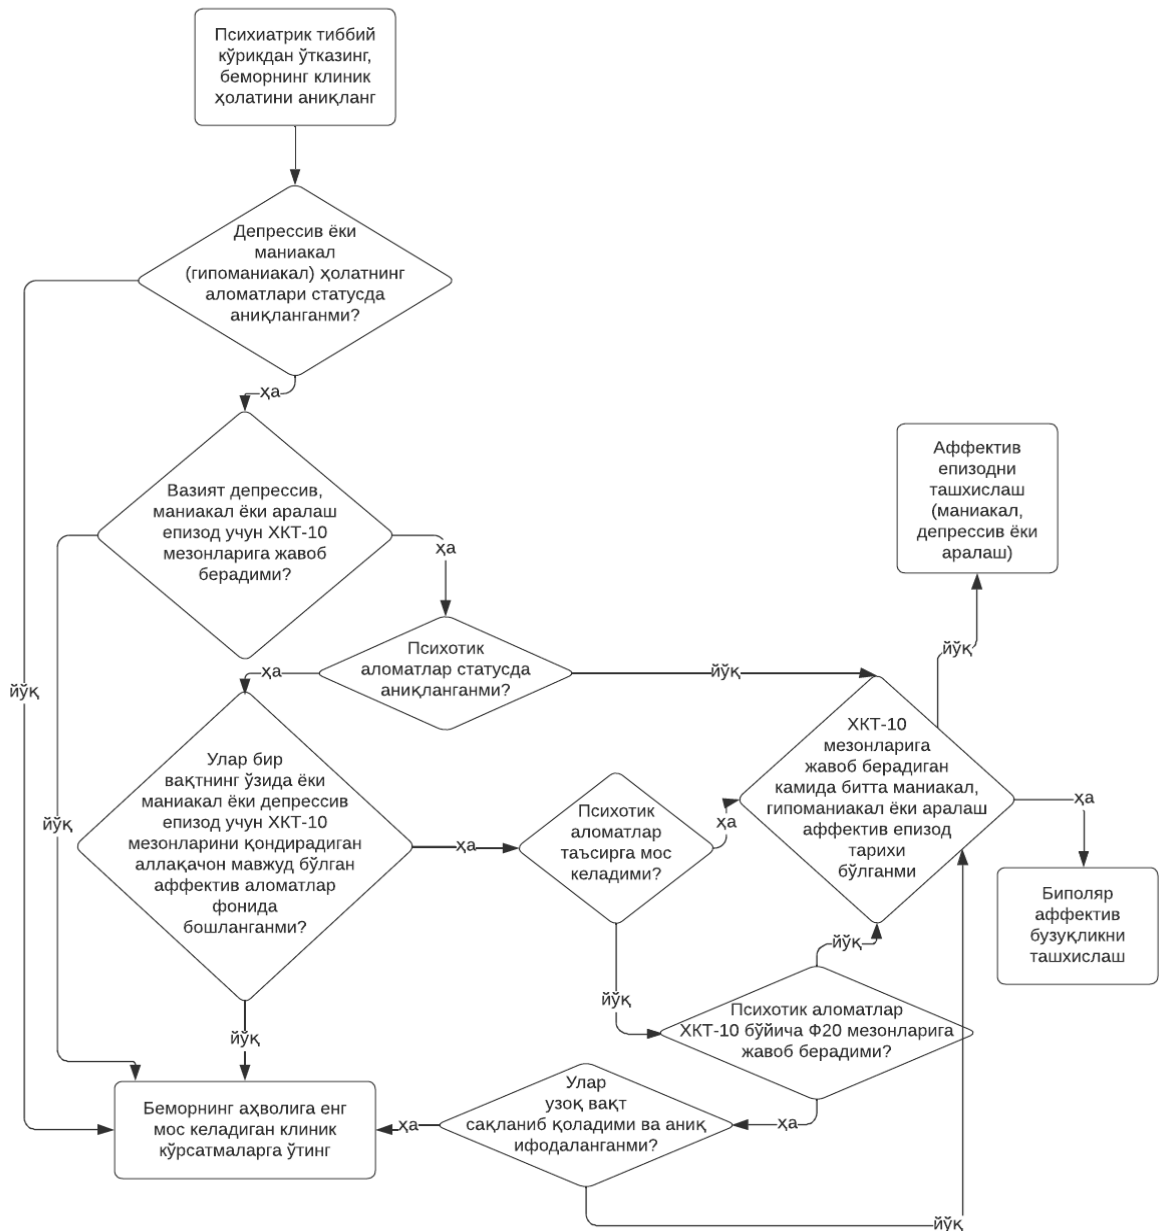 Психиатрик тиббий
кўрикдан ўтказинг,
беморнинг клиник
ҳолатини аниқланг
Депрессив ёки
маниакал
(гипоманиакал) ҳолатнинг
аломатлари статусда
аниқланганми?
ҳа
йўқ
Вазият депрессив,
маниакал ёки аралаш
епизод учун ХКТ-10
мезонларига жавоб
берадими?
ҳа
йўқ
Аффектив
епизодни
ташхислаш
(маниакал,
депрессив ёки
аралаш)
Психотик
аломатлар статусда
аниқланганми?
ҳа
йўқ
йўқ
ХКТ-10
мезонларига
жавоб берадиган
камида битта маниакал,
гипоманиакал ёки аралаш
аффектив епизод
тарихи
бўлганми
ҳа
Улар бир
вақтнинг ўзида ёки
маниакал ёки депрессив
епизод учун ХКТ-10
мезонларини қондирадиган
аллақачон мавжуд бўлган
аффектив аломатлар
фонида
бошланганми?
ҳа
йўқ
Психотик
аломатлар
таъсирга мос
келадими?
ҳа
йўқ
Биполяр
аффектив
бузуқликни
ташхислаш
Психотик аломатлар
ХКТ-10 бўйича Ф20 мезонларига
жавоб берадими?
йўқ
ҳа
Улар
узоқ вақт
сақланиб қоладими ва аниқ
ифодаланганми?
ҳа
йўқ
Беморнинг аҳволига енг
мос келадиган клиник
кўрсатмаларга ўтинг